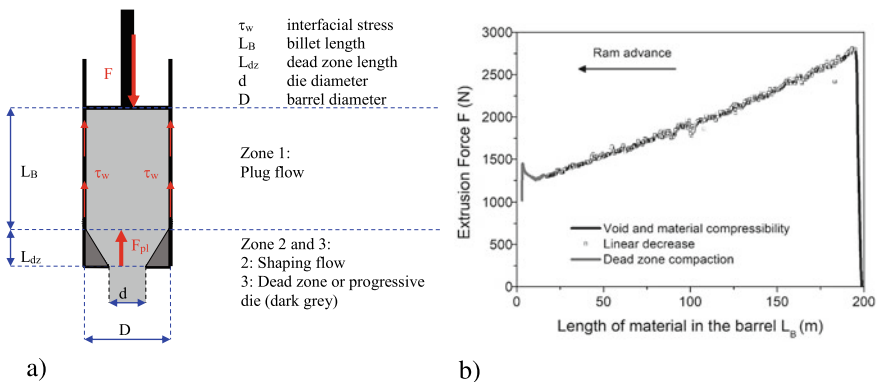 τw interfacial stress
LB billet length
Ldz dead zone length
d die diameter
D barrel diameter
F
Zone 1:
Plug flow
LB
τw
τw
Zone 2 and 3:
2: Shaping flow
3: Dead zone or progressive
die (dark grey)
Ldz
Fpl
d
D
a)
Extrusion Force F (N)
3000
2500
2000
1500
1000
500
0
Ram advance
Void and material compressibility
Linear decrease
Dead zone compaction
0 50 100 150 200
Length of material in the barrel LB (m)
b)